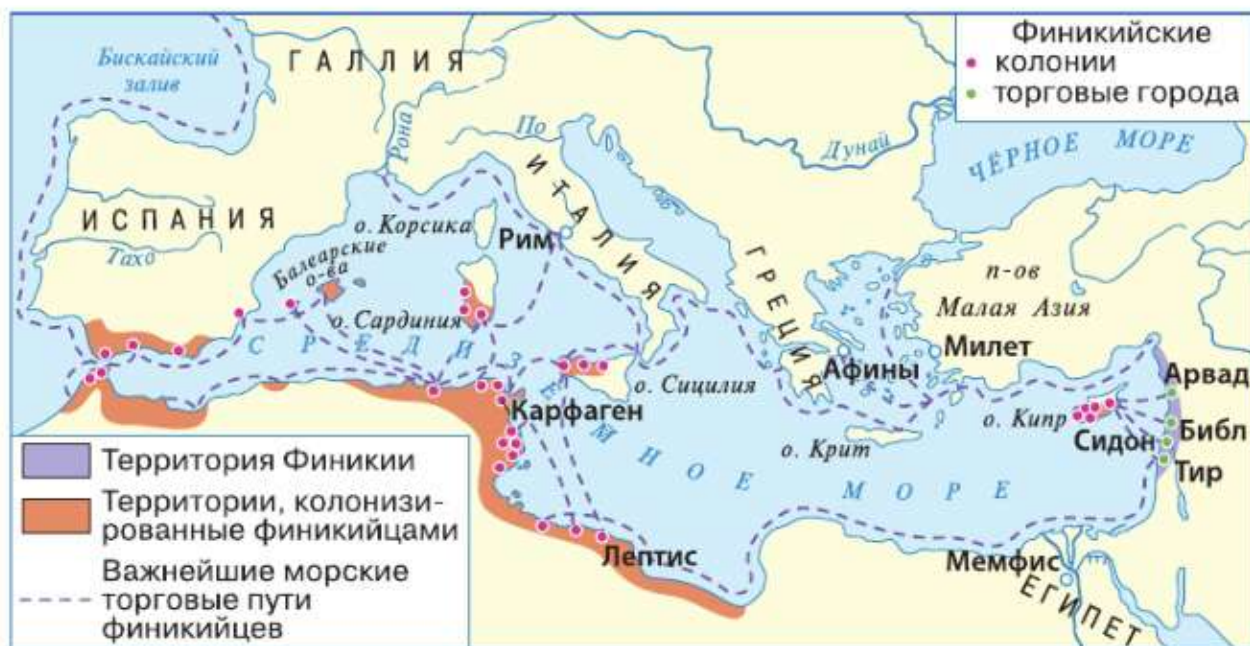 Бискайский
залив
ГАЛЛИЯ
Финикийские
колонии
торговые города
Рона
По
Дунай
ЧЁРНОЕ МОРЕ
ИСПАНИЯ
Тахо
Балеарские
о-ва
о. Корсика
Рим
ИТАЛИЯ
ГРЕЦИЯ
п-ов
Малая Азия
о. Сардиния
СРЕДИЗЕМНОЕ МОРЕ
о. Сицилия
Афины
Милет
Арвад
Карфаген
о. Крит
о. Кипр
Сидон
Библ
Тир
Лептис
Мемфис
ЕГИПЕТ
Территория Финикии
Территории, колонизи-
рованные финикийцами
Важнейшие морские
торговые пути
финикийцев